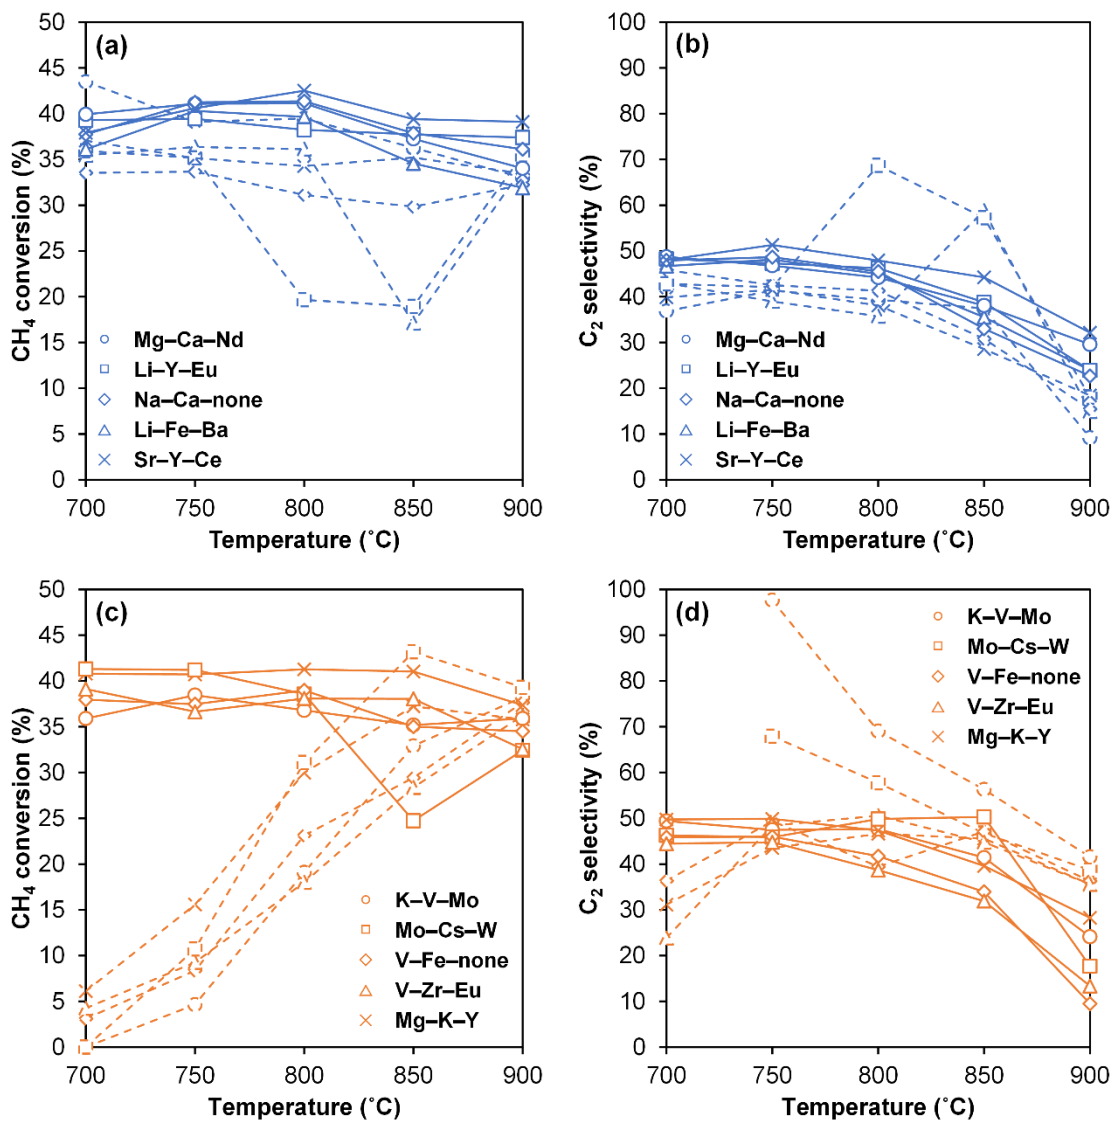 (a)
CH₄ conversion (%)
50
45
40
35
30
25
20
15
10
5
0
Mg–Ca–Nd
Li–Y–Eu
Na–Ca–none
Li–Fe–Ba
Sr–Y–Ce
700 750 800 850 900
Temperature (˚C)
(b)
C₂ selectivity (%)
100
90
80
70
60
50
40
30
20
10
0
Mg–Ca–Nd
Li–Y–Eu
Na–Ca–none
Li–Fe–Ba
Sr–Y–Ce
700 750 800 850 900
Temperature (˚C)
(c)
CH₄ conversion (%)
50
45
40
35
30
25
20
15
10
5
0
K–V–Mo
Mo–Cs–W
V–Fe–none
V–Zr–Eu
Mg–K–Y
700 750 800 850 900
Temperature (˚C)
(d)
C₂ selectivity (%)
100
90
80
70
60
50
40
30
20
10
0
K–V–Mo
Mo–Cs–W
V–Fe–none
V–Zr–Eu
Mg–K–Y
700 750 800 850 900
Temperature (˚C)